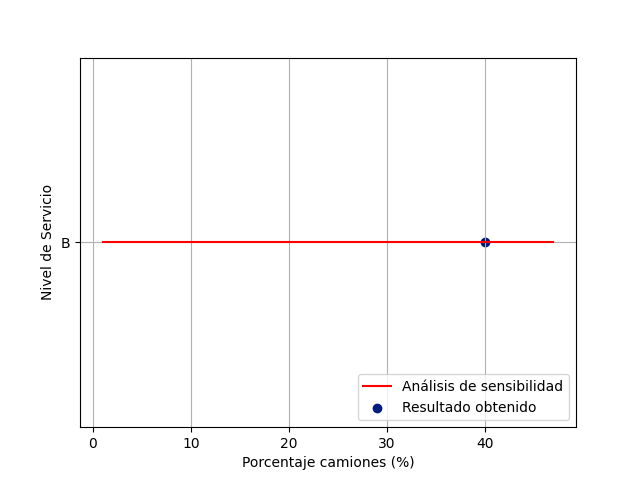 Nivel de Servicio
B
Análisis de sensibilidad
Resultado obtenido
0 10 20 30 40
Porcentaje camiones (%)